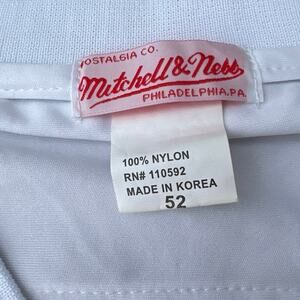 NOSTALGIA CO.
Mitchell & Ness
PHILADELPHIA, PA.
100% NYLON
RN# 110592
MADE IN KOREA
52